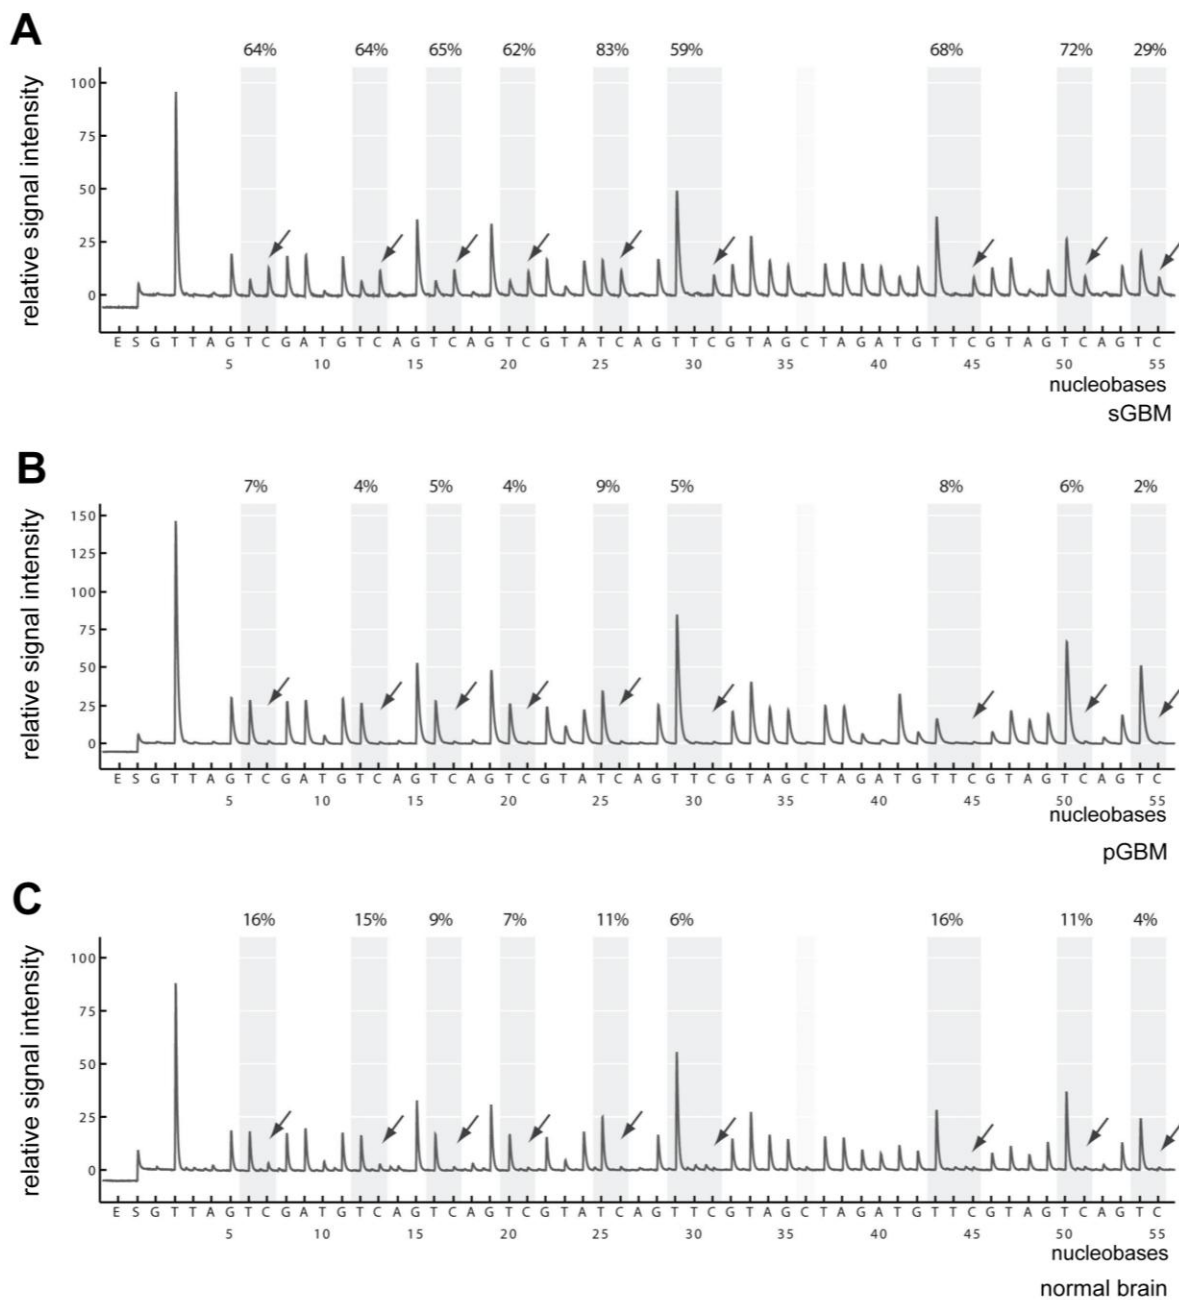 A
64% 64% 65% 62% 83% 59% 68% 72% 29%
relative signal intensity
100
75
50
25
0
E S G T T A G T C G A T G T C A G T C A G T C G T A T C A G T T C G T A G C T A G A T G T T C G T A G T C A G T C
5 10 15 20 25 30 35 40 45 50 55
nucleobases
sGBM
B
7% 4% 5% 4% 9% 5% 8% 6% 2%
relative signal intensity
150
125
100
75
50
25
0
E S G T T A G T C G A T G T C A G T C A G T C G T A T C A G T T C G T A G C T A G A T G T T C G T A G T C A G T C
5 10 15 20 25 30 35 40 45 50 55
nucleobases
pGBM
C
16% 15% 9% 7% 11% 6% 16% 11% 4%
relative signal intensity
100
75
50
25
0
E S G T T A G T C G A T G T C A G T C A G T C G T A T C A G T T C G T A G C T A G A T G T T C G T A G T C A G T C
5 10 15 20 25 30 35 40 45 50 55
nucleobases
normal brain